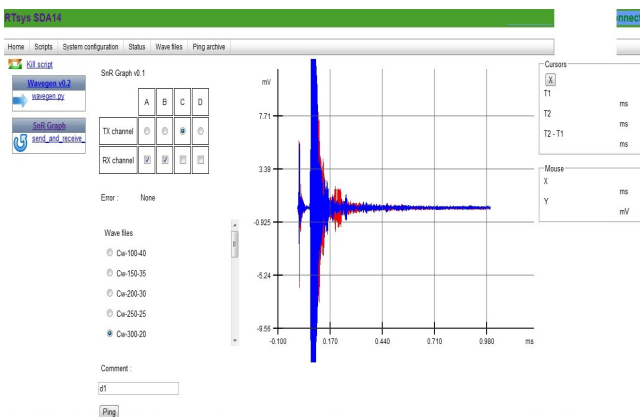 RTsys SDA14
nnect
Home Scripts System configuration Status Wave files Ping archive
Kill script
Wavegen v0.2
wavegen.py
SnR Graph
send_and_receive_
SnR Graph v0.1
A B C D
TX channel
RX channel
Error : None
Wave files
Cw-100-40
Cw-150-35
Cw-200-30
Cw-250-25
Cw-300-20
Comment :
d1
Ping
mV
7.71
3.39
-0.925
-5.24
-9.56
-0.100 0.170 0.440 0.710 0.980 ms
Cursors
X
T1
ms
T2
ms
T2 - T1
ms
Mouse
X
ms
Y
mV